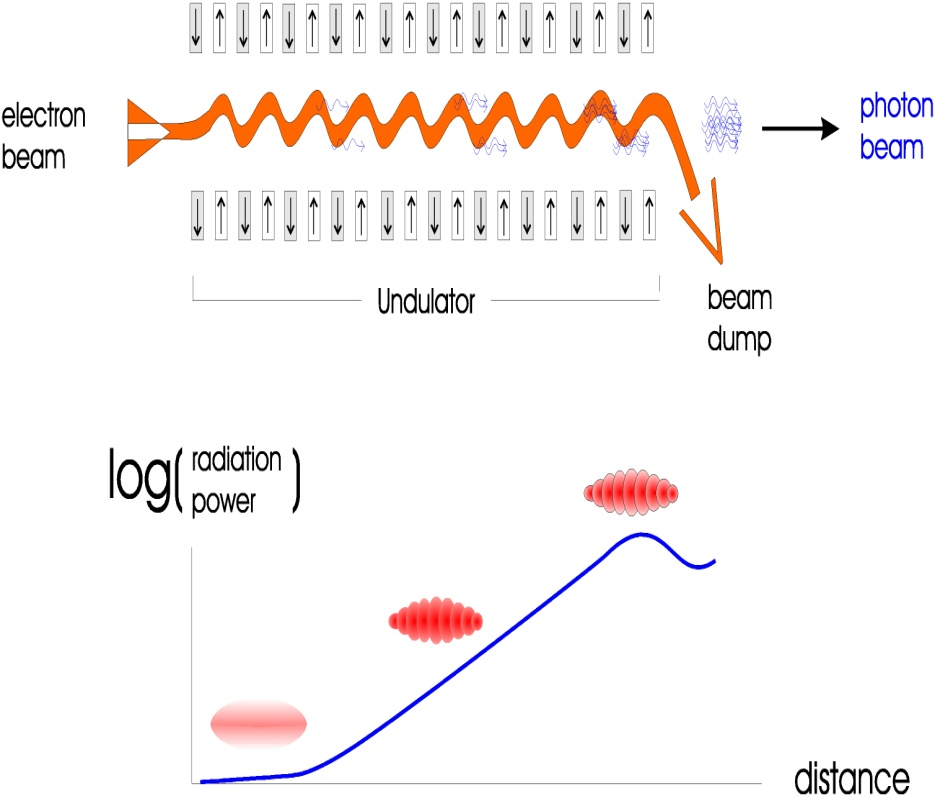 electron
beam
photon
beam
Undulator
beam
dump
log( radiation
power )
distance